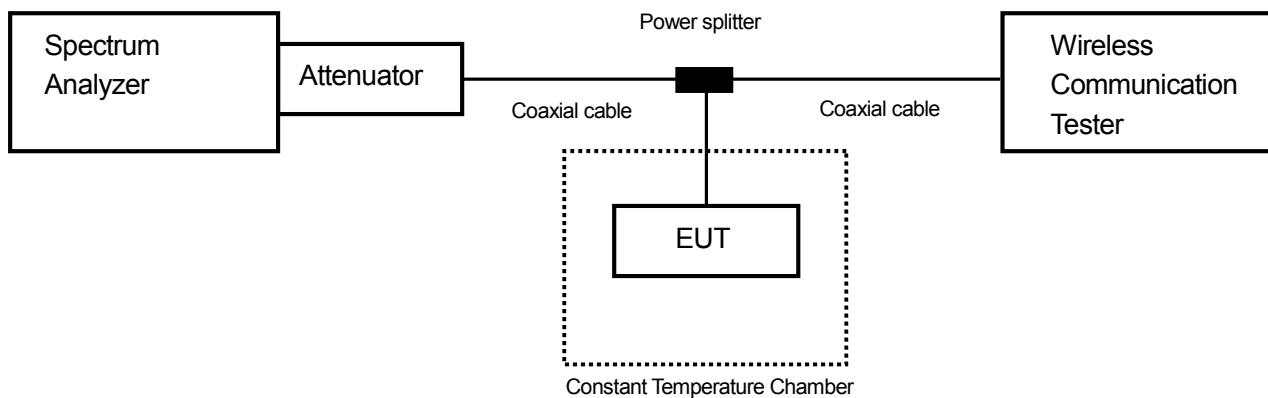 Power splitter
Spectrum
Analyzer
Attenuator
Wireless
Communication
Tester
Coaxial cable
Coaxial cable
EUT
Constant Temperature Chamber